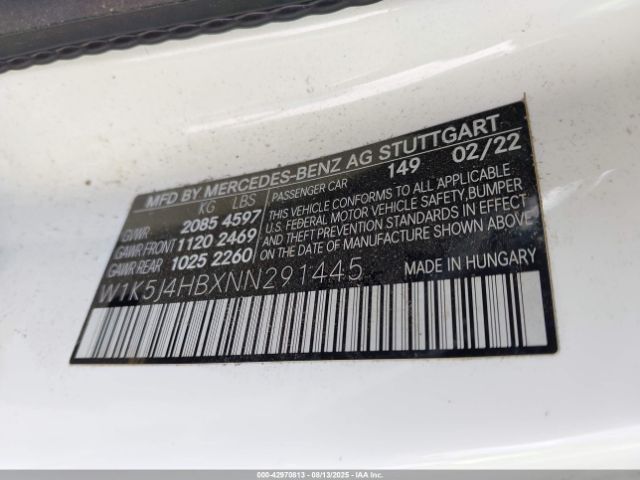 MFD BY MERCEDES-BENZ AG STUTTGART
KG LBS PASSENGER CAR 149 02/22
GVWR 2085 4597
GAWR FRONT 1120 2469
GAWR REAR 1025 2260
THIS VEHICLE CONFORMS TO ALL APPLICABLE
U.S. FEDERAL MOTOR VEHICLE SAFETY, BUMPER
AND THEFT PREVENTION STANDARDS IN EFFECT
ON THE DATE OF MANUFACTURE SHOWN ABOVE.
W1K5J4HBXNN291445
MADE IN HUNGARY
000-42970813 - 08/13/2025 - COPYRIGHT IAA